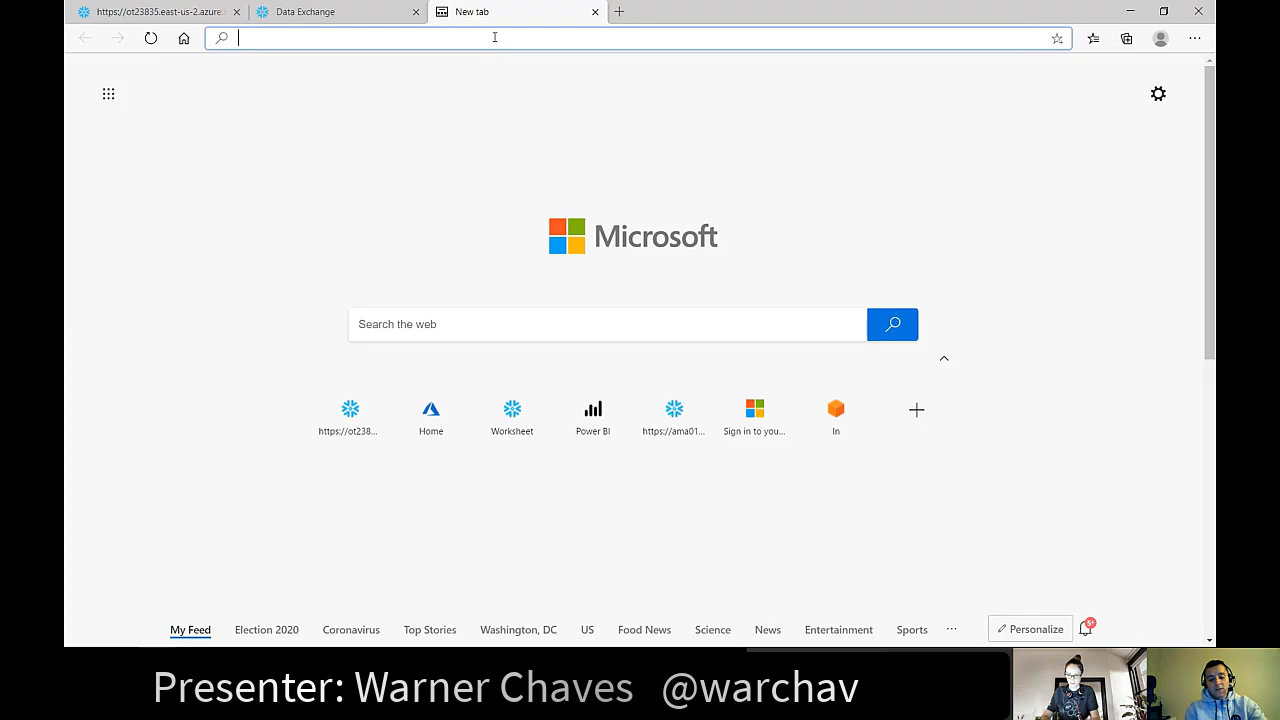 https://ot23835.east-us-2.azure.
Data Exchange
New tab
Microsoft
Search the web
https://ot238...
Home
Worksheet
Power BI
https://ama01...
Sign in to you...
In
My Feed
Election 2020
Coronavirus
Top Stories
Washington, DC
US
Food News
Science
News
Entertainment
Sports
...
Personalize
5+
Presenter: Warner Chaves @warchav